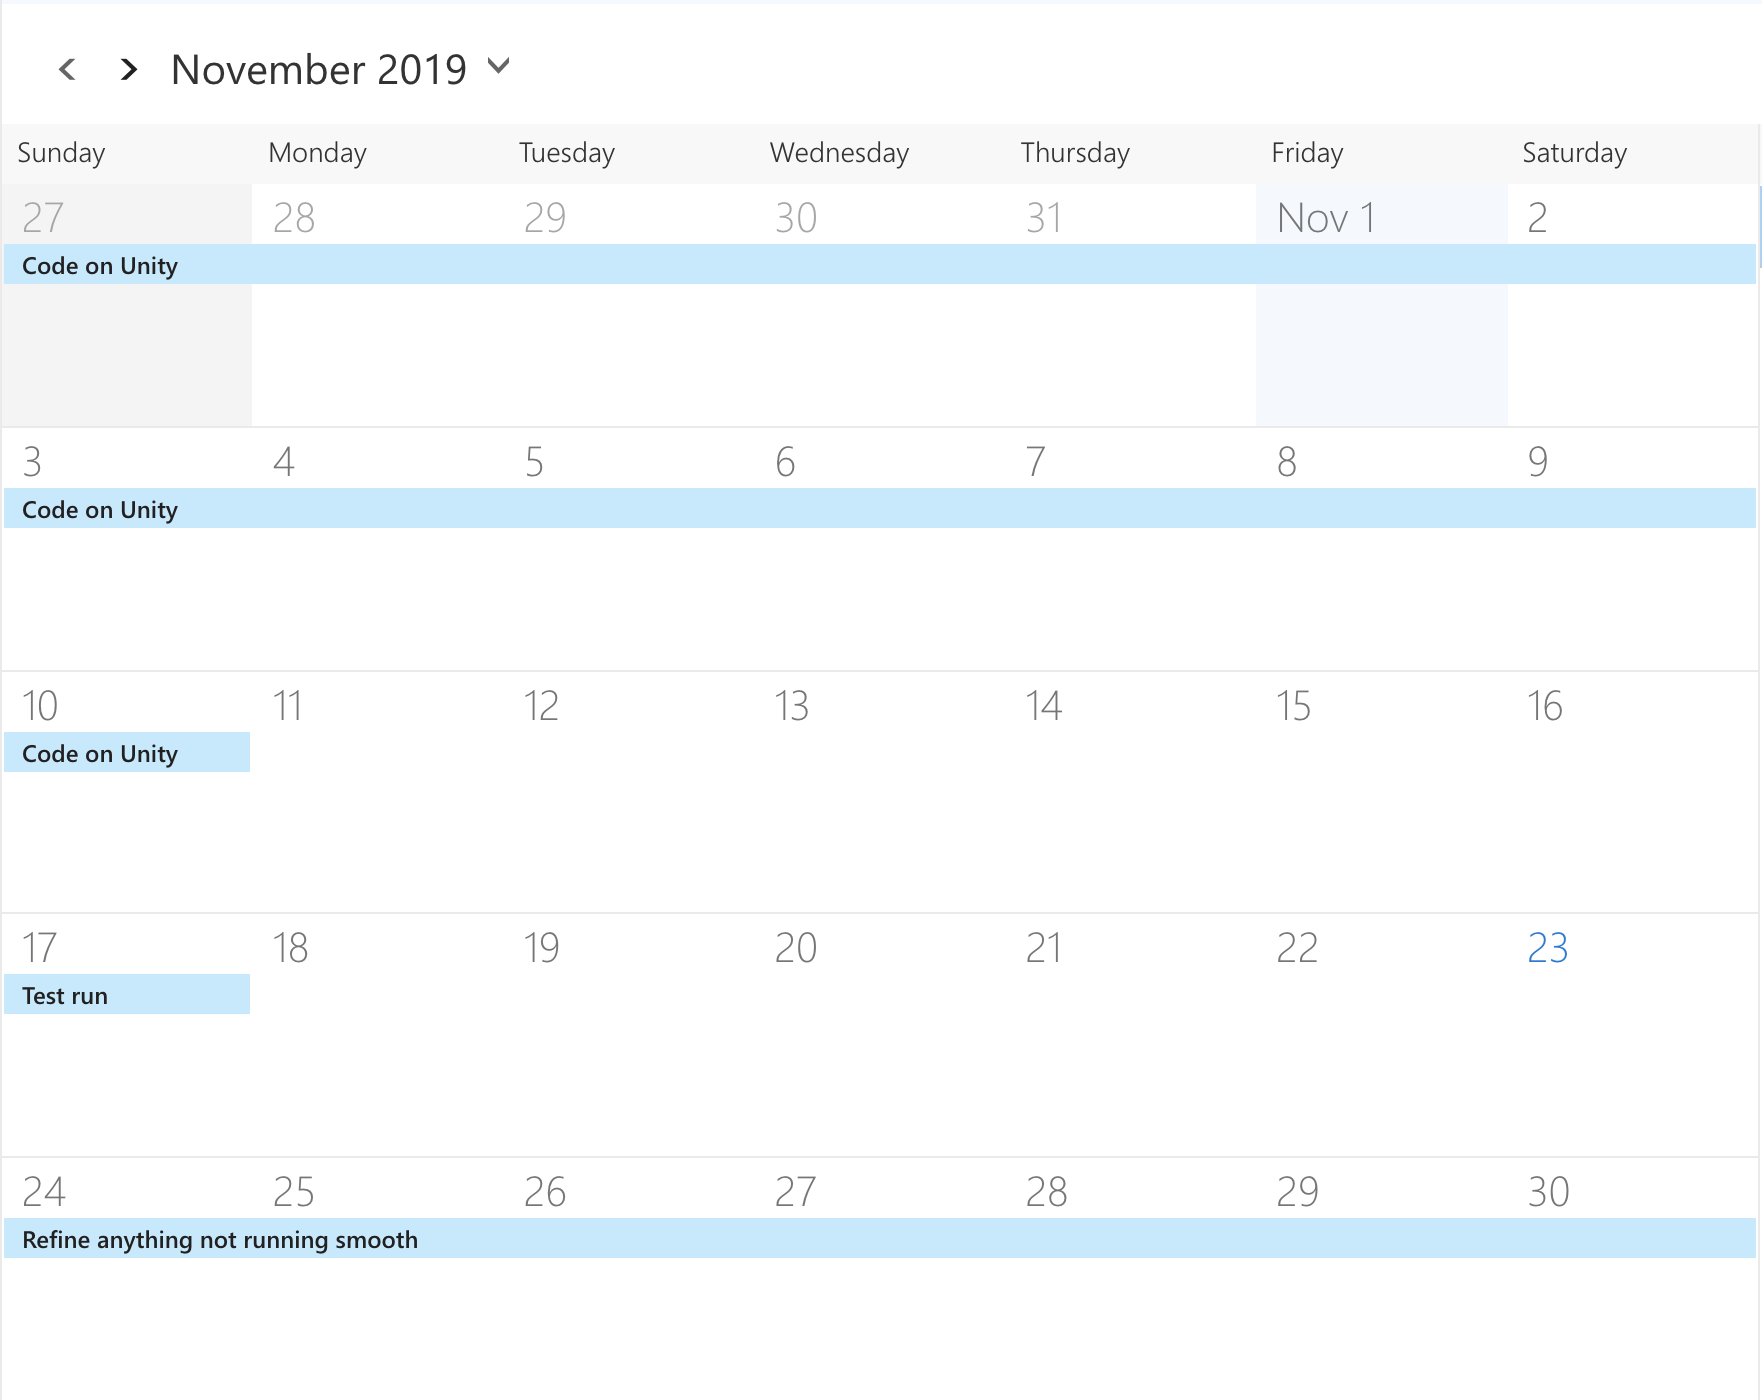 November 2019
Sunday Monday Tuesday Wednesday Thursday Friday Saturday
27 28 29 30 31 Nov 1 2
Code on Unity
3 4 5 6 7 8 9
Code on Unity
10 11 12 13 14 15 16
Code on Unity
17 18 19 20 21 22 23
Test run
24 25 26 27 28 29 30
Refine anything not running smooth